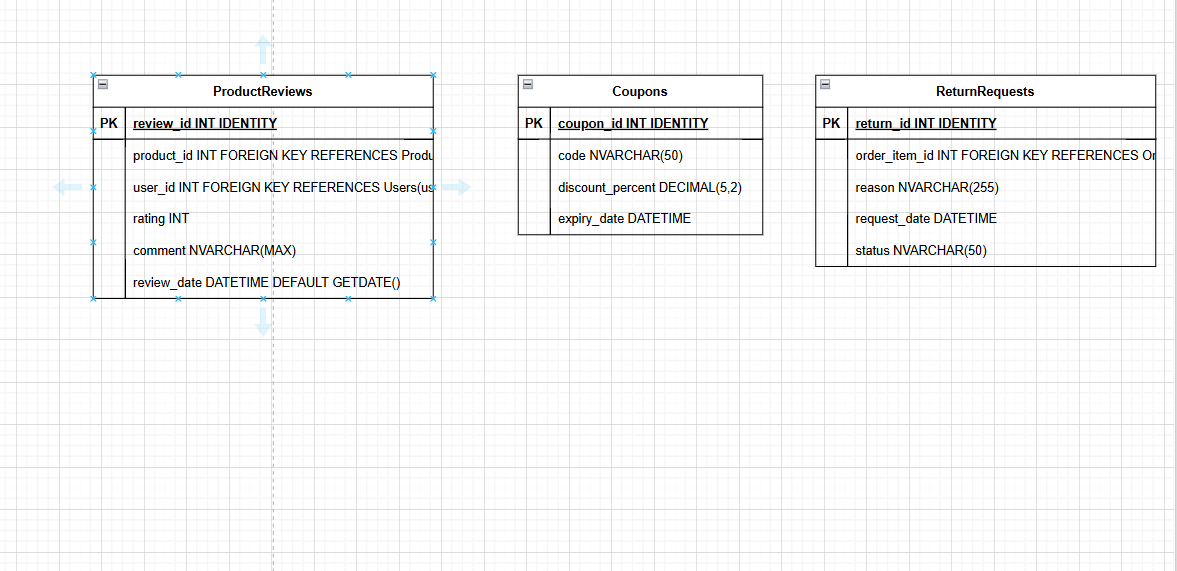 ProductReviews
PK review_id INT IDENTITY
product_id INT FOREIGN KEY REFERENCES Produ
user_id INT FOREIGN KEY REFERENCES Users(us
rating INT
comment NVARCHAR(MAX)
review_date DATETIME DEFAULT GETDATE()
Coupons
PK coupon_id INT IDENTITY
code NVARCHAR(50)
discount_percent DECIMAL(5,2)
expiry_date DATETIME
ReturnRequests
PK return_id INT IDENTITY
order_item_id INT FOREIGN KEY REFERENCES Or
reason NVARCHAR(255)
request_date DATETIME
status NVARCHAR(50)